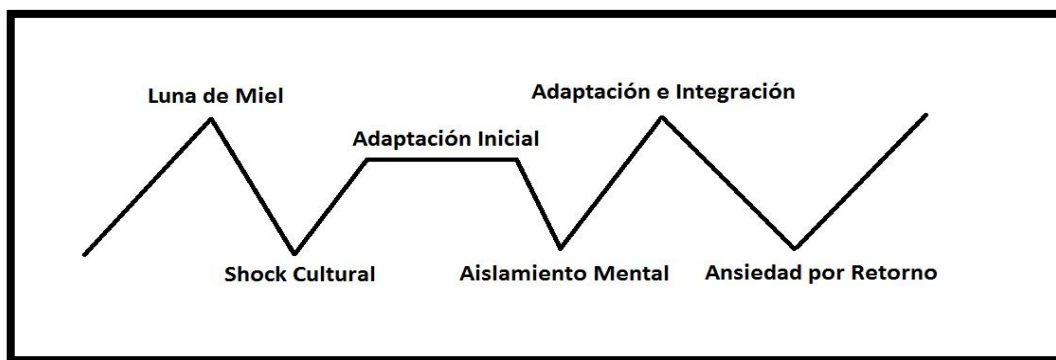 Luna de Miel
Adaptación e Integración
Adaptación Inicial
Shock Cultural
Aislamiento Mental
Ansiedad por Retorno